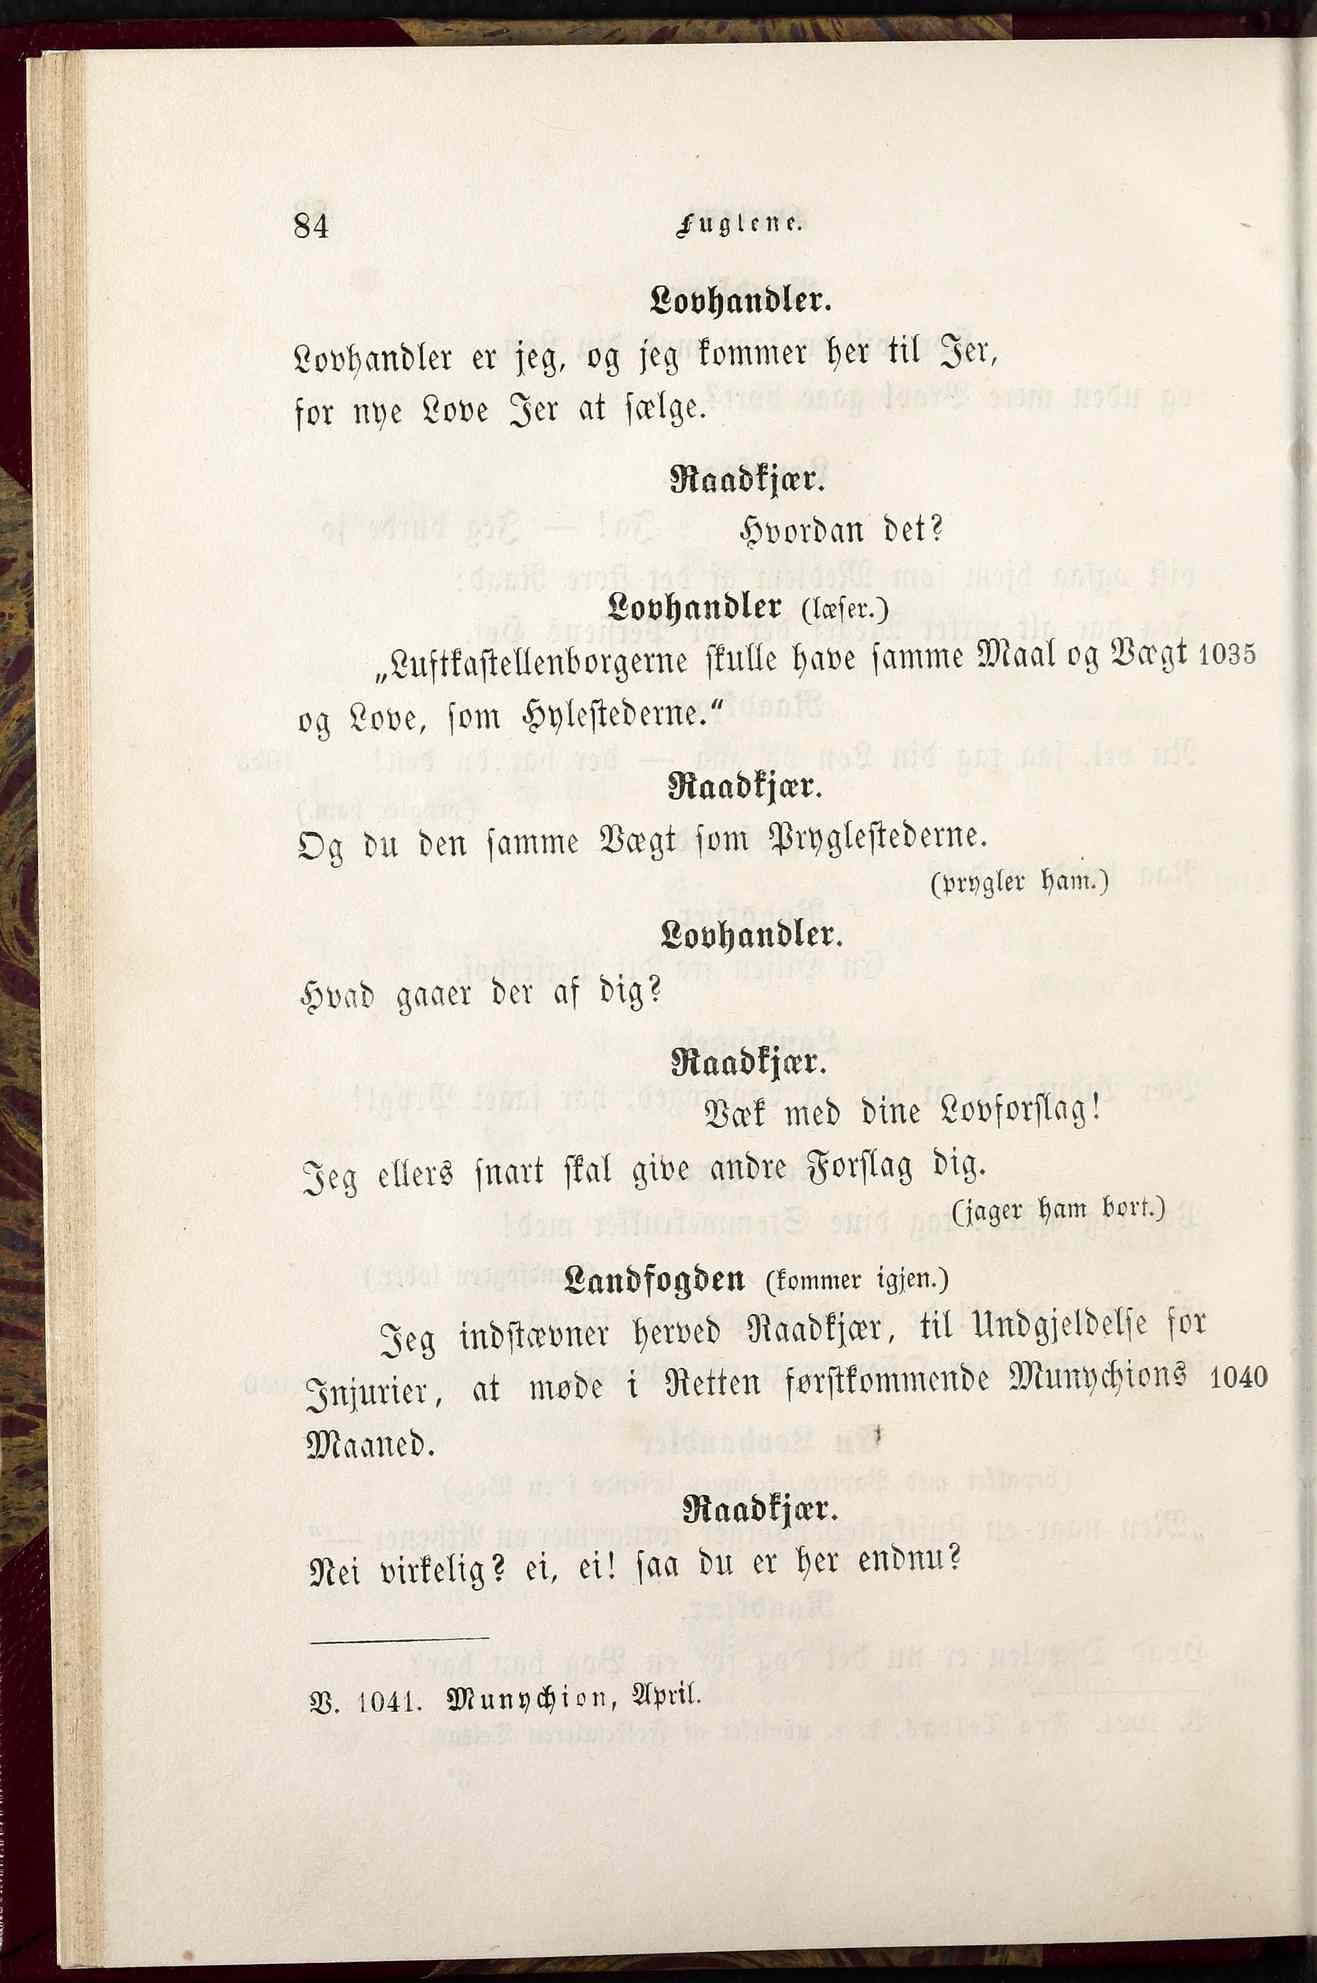 84
Fuglene.
Lovhandler.
Lovhandler er jeg, og jeg kommer her til Jer,
for nye Love Jer at sælge.
Raadkjær.
Hvordan det?
Lovhandler (læser.)
„Luftkastellenborgerne skulle have samme Maal og Vægt 1035
og Love, som Hylestederne.“
Raadkjær.
Og du den samme Vægt som Pryglestederne.
(prygler ham.)
Lovhandler.
Hvad gaaer der af dig?
Raadkjær.
Væk med dine Lovforslag!
Jeg ellers snart skal give andre Forslag dig.
(jager ham bort.)
Landfogden (kommer igjen.)
Jeg indstævner herved Raadkjær, til Undgjeldelse for
Injurier, at møde i Retten førstkommende Munychions 1040
Maaned.
Raadkjær.
Nei virkelig? ei, ei! saa du er her endnu?
V. 1041. Munychion, April.